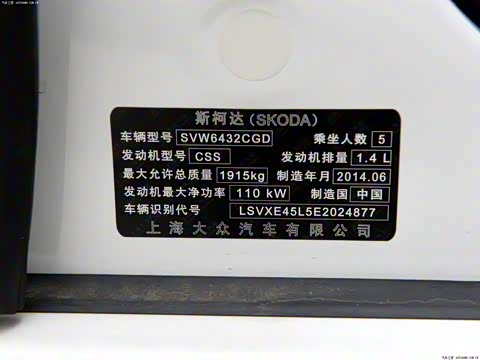 斯柯达(SKODA)
车辆型号 SVW6432CGD 乘坐人数 5
发动机型号 CSS 发动机排量 1.4 L
最大允许总质量 1915kg 制造年月 2014.06
发动机最大净功率 110 kW 制造国 中国
车辆识别代号 LSVXE45L5E2024877
上海大众汽车有限公司